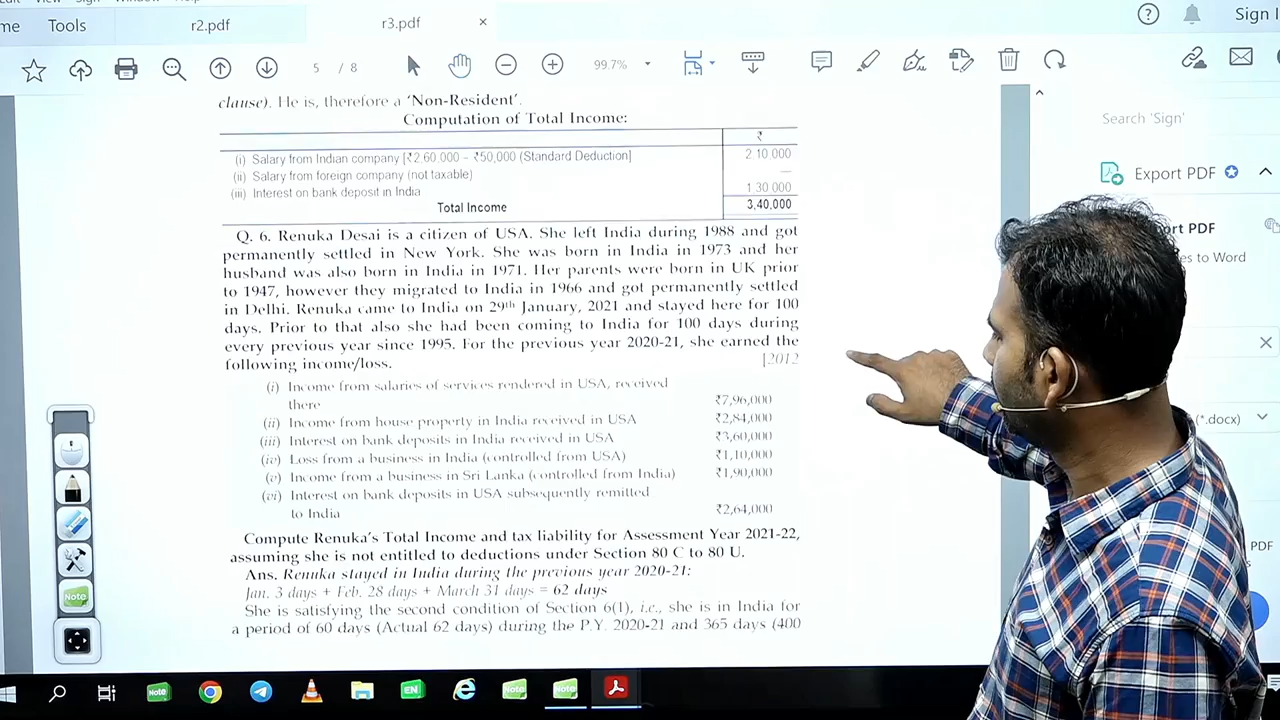 Sign I
me
Tools
r2.pdf
r3.pdf
5 / 8
99.7%
clause). He is, therefore a 'Non-Resident'.
Computation of Total Income:
₹
(i) Salary from Indian company [₹2,60,000 – ₹50,000 (Standard Deduction] 2,10,000
(ii) Salary from foreign company (not taxable) —
(iii) Interest on bank deposit in India 1,30,000
Total Income 3,40,000
Q. 6. Renuka Desai is a citizen of USA. She left India during 1988 and got
permanently settled in New York. She was born in India in 1973 and her
husband was also born in India in 1971. Her parents were born in UK prior
to 1947, however they migrated to India in 1966 and got permanently settled
in Delhi. Renuka came to India on 29th January, 2021 and stayed here for 100
days. Prior to that also she had been coming to India for 100 days during
every previous year since 1995. For the previous year 2020-21, she earned the
following income/loss. [2012
(i) Income from salaries of services rendered in USA, received
there ₹7,96,000
(ii) Income from house property in India received in USA ₹2,84,000
(iii) Interest on bank deposits in India received in USA ₹3,60,000
(iv) Loss from a business in India (controlled from USA) ₹1,10,000
(v) Income from a business in Sri Lanka (controlled from India) ₹1,90,000
(vi) Interest on bank deposits in USA subsequently remitted
to India ₹2,64,000
Compute Renuka's Total Income and tax liability for Assessment Year 2021-22,
assuming she is not entitled to deductions under Section 80 C to 80 U.
Ans. Renuka stayed in India during the previous year 2020-21:
Jan. 3 days + Feb. 28 days + March 31 days = 62 days
She is satisfying the second condition of Section 6(1), i.e., she is in India for
a period of 60 days (Actual 62 days) during the P.Y. 2020-21 and 365 days (400
Search 'Sign'
Export PDF
PDF
to Word
(*.docx)
PDF
Note
Note
EN
Note
Note